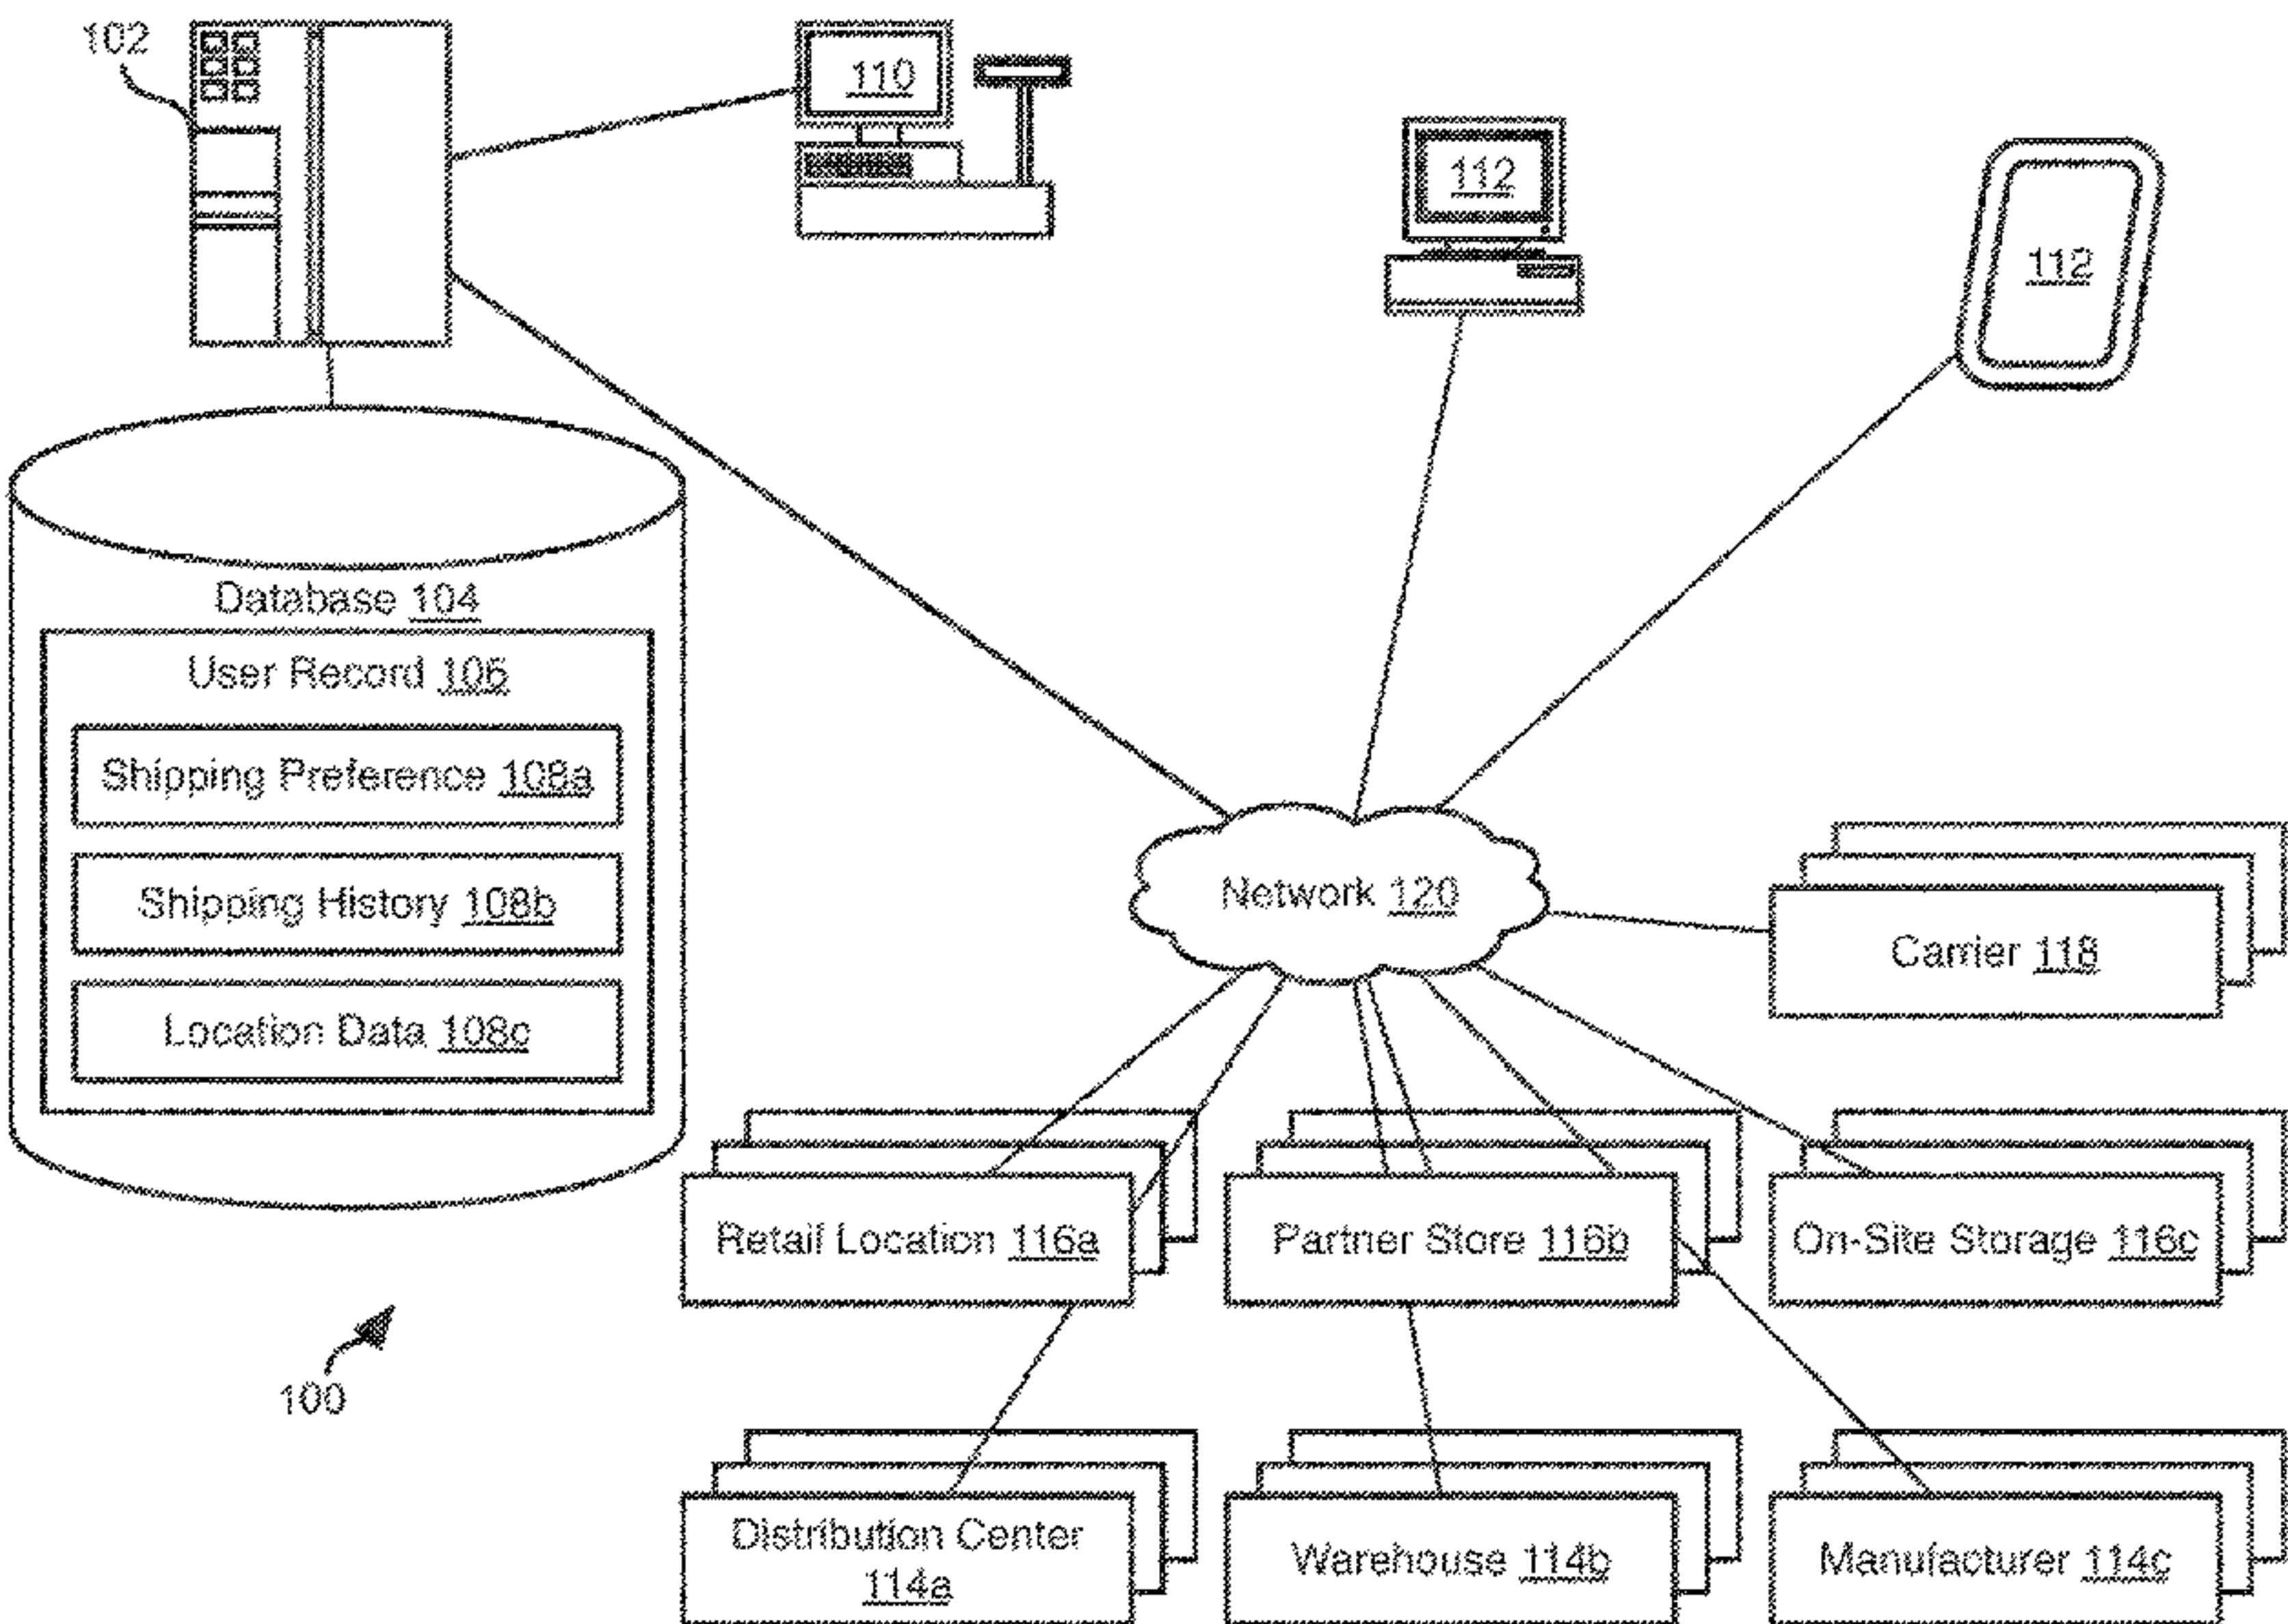 102
110
112
112
Database 104
User Record 106
Shipping Preference 108a
Shipping History 108b
Location Data 108c
Network 120
Carrier 118
Retail Location 116a
Partner Store 116b
On-Site Storage 116c
100
Distribution Center
114a
Warehouse 114b
Manufacturer 114c